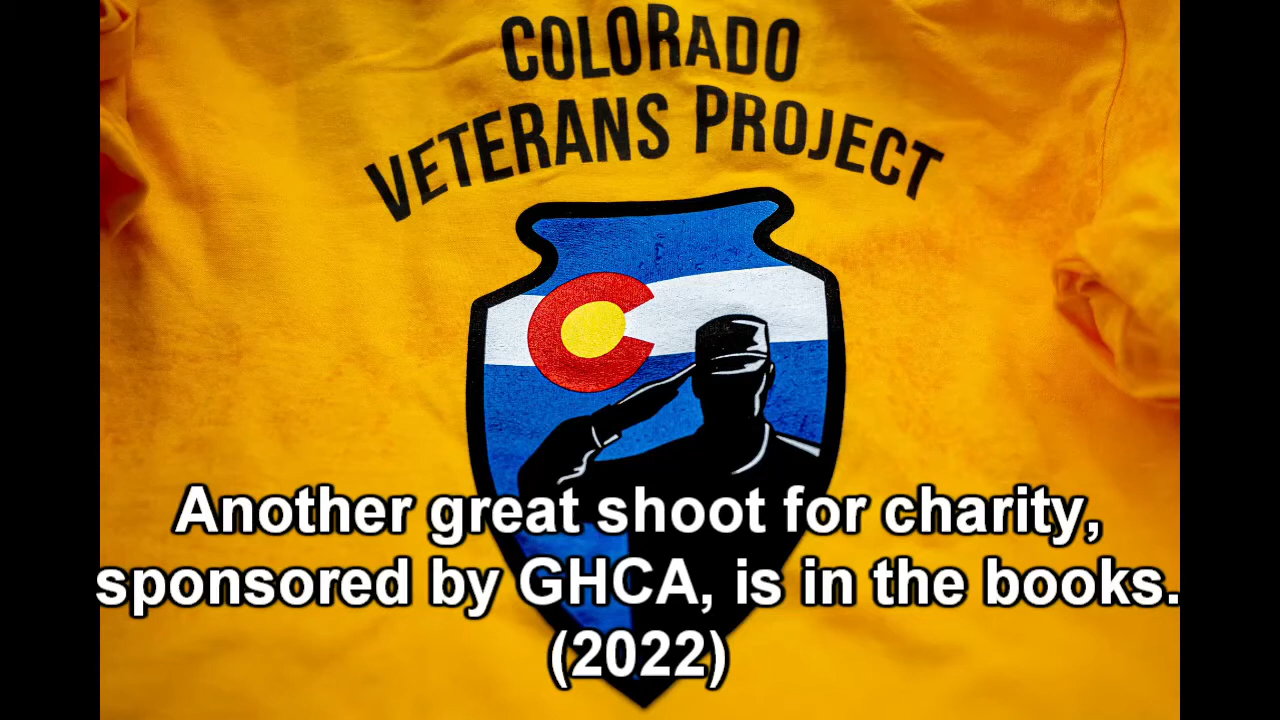 COLORADO
VETERANS PROJECT
Another great shoot for charity,
sponsored by GHCA, is in the books.
(2022)